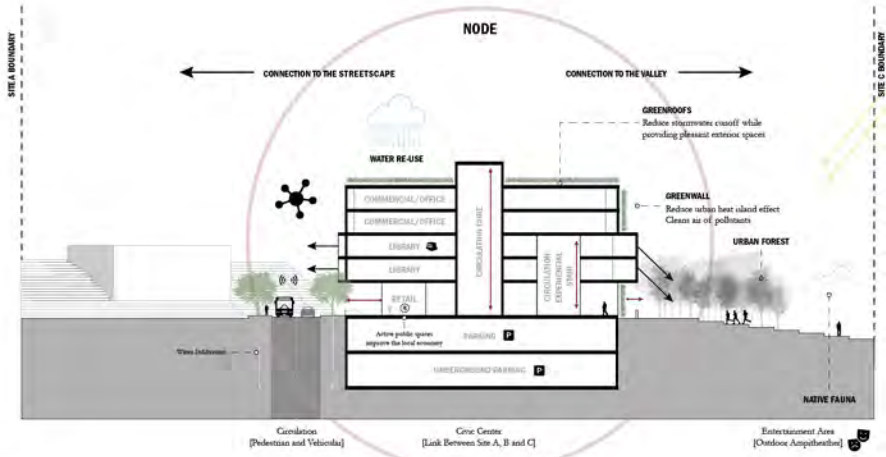 NODE
SITE A BOUNDARY
SITE C BOUNDARY
CONNECTION TO THE STREETSCAPE
CONNECTION TO THE VALLEY
GREENROOFS
Reduce stormwater runoff while
providing pleasant exterior spaces
WATER RE-USE
GREENWALL
Reduce urban heat island effect
Cleans air of pollutants
URBAN FOREST
COMMERCIAL/OFFICE
COMMERCIAL/OFFICE
LIBRARY
LIBRARY
RETAIL
CIRCULATION CORE
CIRCULATION
EXPERIENCIAL
STAIR
Active public spaces
improve the local economy
PARKING P
UNDERGROUND PARKING P
NATIVE FAUNA
Circulation
[Pedestrian and Vehicular]
Civic Center
[Link Between Site A, B and C]
Entertainment Area
[Outdoor Ampitheather]